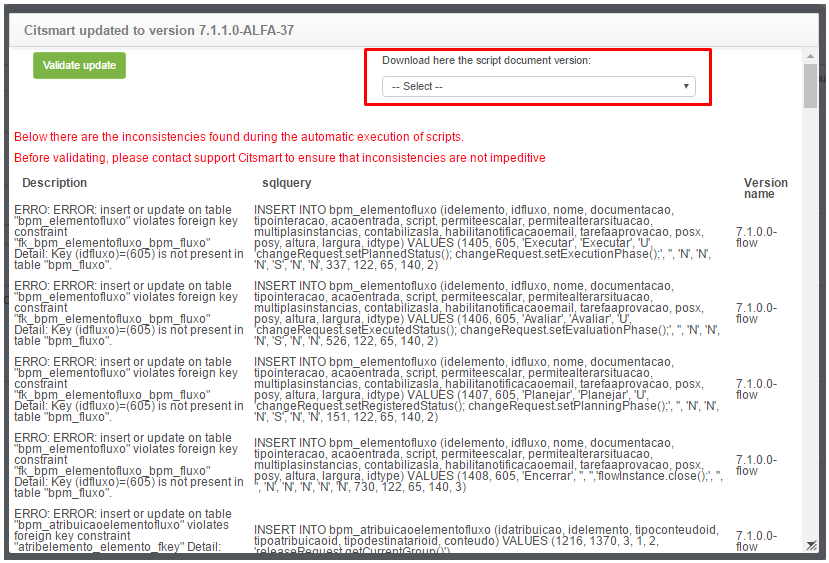 Citsmart updated to version 7.1.1.0-ALFA-37
Validate update
Download here the script document version:
-- Select --
Below there are the inconsistencies found during the automatic execution of scripts.
Before validating, please contact support Citsmart to ensure that inconsistencies are not impeditive
Description
sqlquery
Version
name
ERRO: ERROR: insert or update on table
"bpm_elementofluxo" violates foreign key
constraint
"fk_bpm_elementofluxo_bpm_fluxo"
Detail: Key (idfluxo)=(605) is not present in
table "bpm_fluxo".
INSERT INTO bpm_elementofluxo (idelemento, idfluxo, nome, documentacao,
tipointeracao, acaoentrada, script, permiteescalar, permitealterarsituacao,
multiplasinstancias, contabilizasla, habilitanotificacaoemail, tarefaaprovacao, posx,
posy, altura, largura, idtype) VALUES (1405, 605, 'Executar', 'Executar', 'U',
'changeRequest.setPlannedStatus(); changeRequest.setExecutionPhase();', '', 'N', 'N',
'N', 'S', 'N', 'N', 337, 122, 65, 140, 2)
7.1.0.0-
flow
ERRO: ERROR: insert or update on table
"bpm_elementofluxo" violates foreign key
constraint
"fk_bpm_elementofluxo_bpm_fluxo"
Detail: Key (idfluxo)=(605) is not present in
table "bpm_fluxo".
INSERT INTO bpm_elementofluxo (idelemento, idfluxo, nome, documentacao,
tipointeracao, acaoentrada, script, permiteescalar, permitealterarsituacao,
multiplasinstancias, contabilizasla, habilitanotificacaoemail, tarefaaprovacao, posx,
posy, altura, largura, idtype) VALUES (1406, 605, 'Avaliar', 'Avaliar', 'U',
'changeRequest.setExecutedStatus(); changeRequest.setEvaluationPhase();', '', 'N', 'N',
'N', 'S', 'N', 'N', 526, 122, 65, 140, 2)
7.1.0.0-
flow
ERRO: ERROR: insert or update on table
"bpm_elementofluxo" violates foreign key
constraint
"fk_bpm_elementofluxo_bpm_fluxo"
Detail: Key (idfluxo)=(605) is not present in
table "bpm_fluxo".
INSERT INTO bpm_elementofluxo (idelemento, idfluxo, nome, documentacao,
tipointeracao, acaoentrada, script, permiteescalar, permitealterarsituacao,
multiplasinstancias, contabilizasla, habilitanotificacaoemail, tarefaaprovacao, posx,
posy, altura, largura, idtype) VALUES (1407, 605, 'Planejar', 'Planejar', 'U',
'changeRequest.setRegisteredStatus(); changeRequest.setPlanningPhase();', '', 'N', 'N',
'N', 'S', 'N', 'N', 151, 122, 65, 140, 2)
7.1.0.0-
flow
ERRO: ERROR: insert or update on table
"bpm_elementofluxo" violates foreign key
constraint
"fk_bpm_elementofluxo_bpm_fluxo"
Detail: Key (idfluxo)=(605) is not present in
table "bpm_fluxo".
INSERT INTO bpm_elementofluxo (idelemento, idfluxo, nome, documentacao,
tipointeracao, acaoentrada, script, permiteescalar, permitealterarsituacao,
multiplasinstancias, contabilizasla, habilitanotificacaoemail, tarefaaprovacao, posx,
posy, altura, largura, idtype) VALUES (1408, 605, 'Encerrar', '', '','flowInstance.close();', '',
'', 'N', 'N', 'N', 'N', 'N', 730, 122, 65, 140, 3)
7.1.0.0-
flow
ERRO: ERROR: insert or update on table
"bpm_atribuicaoelementofluxo" violates
foreign key constraint
"atribelemento_elemento_fkey" Detail:
INSERT INTO bpm_atribuicaoelementofluxo (idatribuicao, idelemento, tipoconteudoid,
tipoatribuicaoid, tipodestinatarioid, conteudo) VALUES (1216, 1370, 3, 1, 2,
'releaseRequest.getCurrentGroup()')
7.1.0.0-
flow